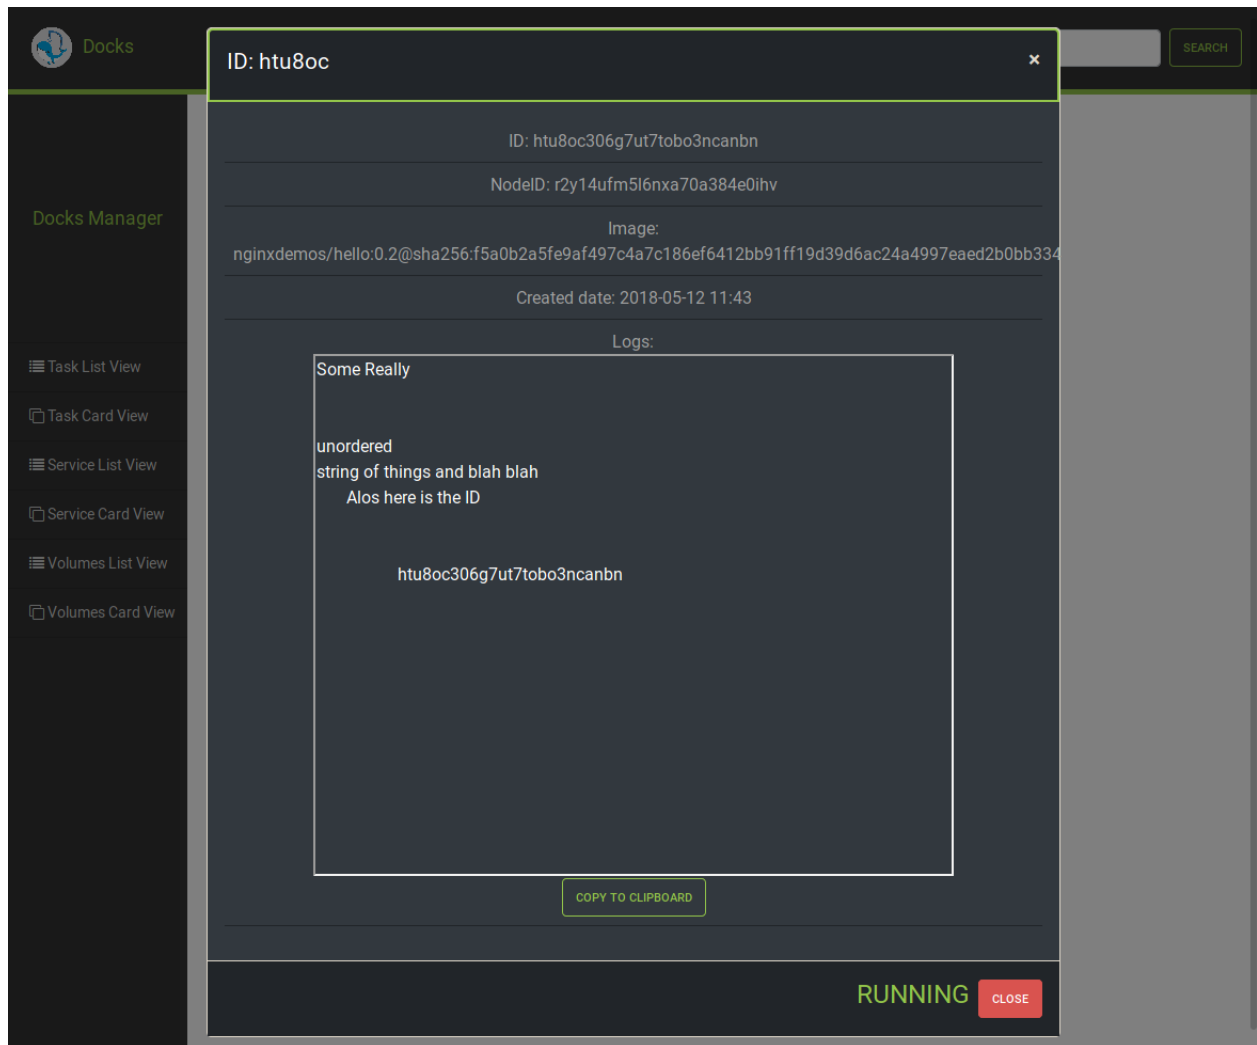 Docks
SEARCH
ID: htu8oc
×
ID: htu8oc306g7ut7tobo3ncanbn
NodeID: r2y14ufm5l6nxa70a384e0ihv
Image:
nginxdemos/hello:0.2@sha256:f5a0b2a5fe9af497c4a7c186ef6412bb91ff19d39d6ac24a4997eaed2b0bb334
Created date: 2018-05-12 11:43
Logs:
Some Really
unordered
string of things and blah blah
Alos here is the ID
htu8oc306g7ut7tobo3ncanbn
COPY TO CLIPBOARD
RUNNING
CLOSE
Docks Manager
Task List View
Task Card View
Service List View
Service Card View
Volumes List View
Volumes Card View